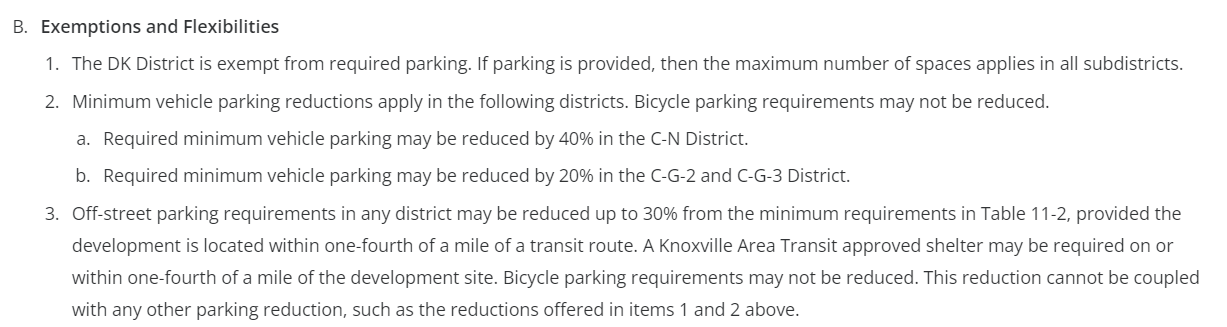 B. Exemptions and Flexibilities
1. The DK District is exempt from required parking. If parking is provided, then the maximum number of spaces applies in all subdistricts.
2. Minimum vehicle parking reductions apply in the following districts. Bicycle parking requirements may not be reduced.
a. Required minimum vehicle parking may be reduced by 40% in the C-N District.
b. Required minimum vehicle parking may be reduced by 20% in the C-G-2 and C-G-3 District.
3. Off-street parking requirements in any district may be reduced up to 30% from the minimum requirements in Table 11-2, provided the
development is located within one-fourth of a mile of a transit route. A Knoxville Area Transit approved shelter may be required on or
within one-fourth of a mile of the development site. Bicycle parking requirements may not be reduced. This reduction cannot be coupled
with any other parking reduction, such as the reductions offered in items 1 and 2 above.